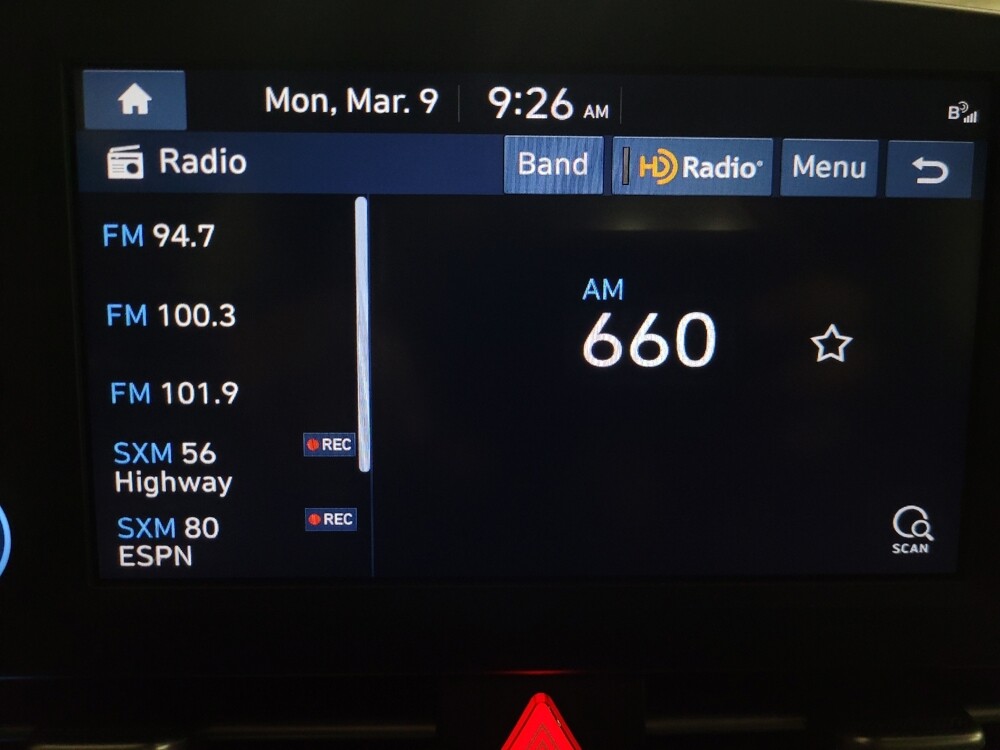 Mon, Mar. 9 9:26 AM B
Radio Band HD Radio® Menu
FM 94.7
FM 100.3
FM 101.9
SXM 56 REC
Highway
SXM 80 REC
ESPN
AM
660
SCAN